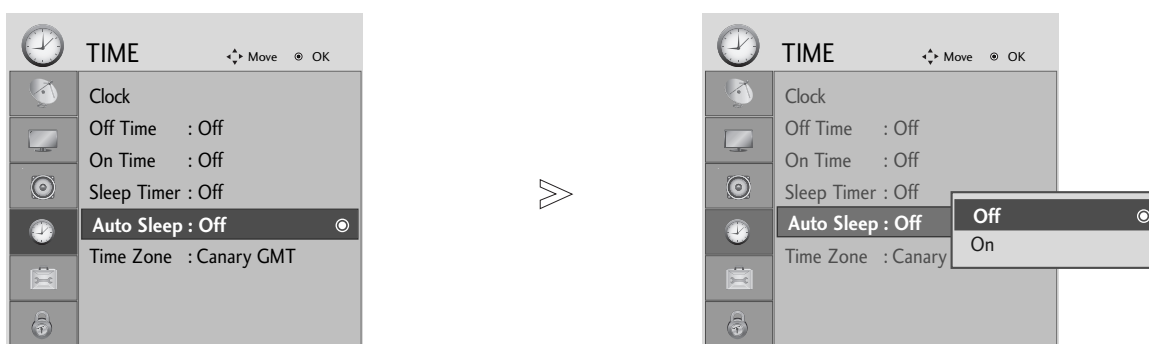 TIME
Move OK
Clock
Off Time : Off
On Time : Off
Sleep Timer : Off
Auto Sleep : Off
Time Zone : Canary GMT
TIME
Move OK
Clock
Off Time : Off
On Time : Off
Sleep Timer : Off
Auto Sleep : Off
Time Zone : Canary
Off
On